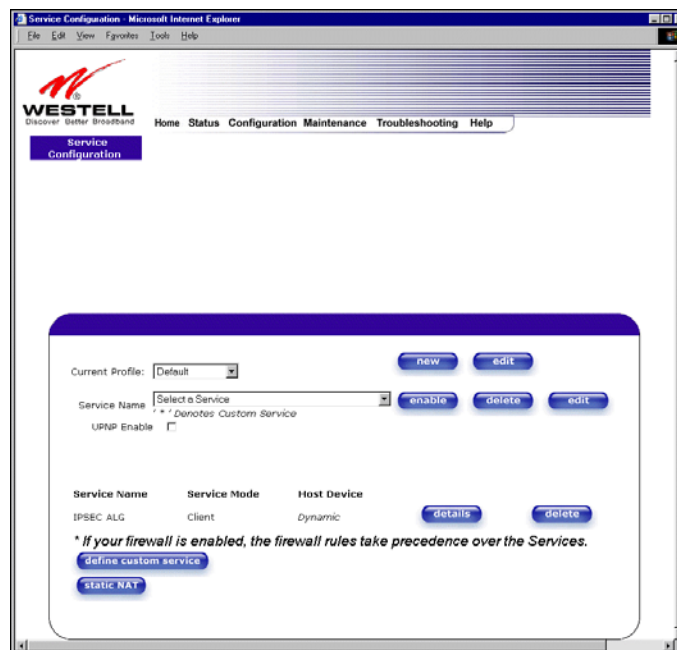 Service Configuration - Microsoft Internet Explorer
File Edit View Favorites Tools Help
WESTELL
®
Discover Better Broadband
Home Status Configuration Maintenance Troubleshooting Help
Service
Configuration
Current Profile: Default new edit
Service Name Select a Service enable delete edit
' * ' Denotes Custom Service
UPNP Enable
Service Name Service Mode Host Device
IPSEC ALG Client Dynamic details delete
* If your firewall is enabled, the firewall rules take precedence over the Services.
define custom service
static NAT